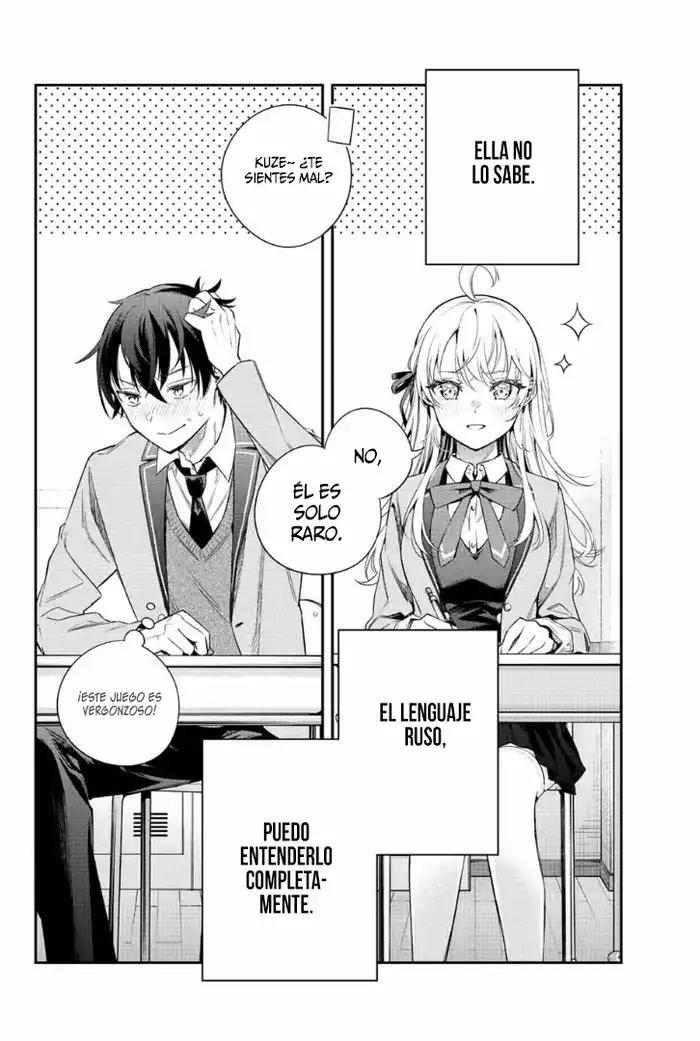 ELLA NO
LO SABE.
KUZE~ ¿TE
SIENTES MAL?
NO,
ÉL ES
SOLO
RARO.
¡ESTE JUEGO ES
VERGONZOSO!
EL LENGUAJE
RUSO,
PUEDO
ENTENDERLO
COMPLETA-
MENTE.